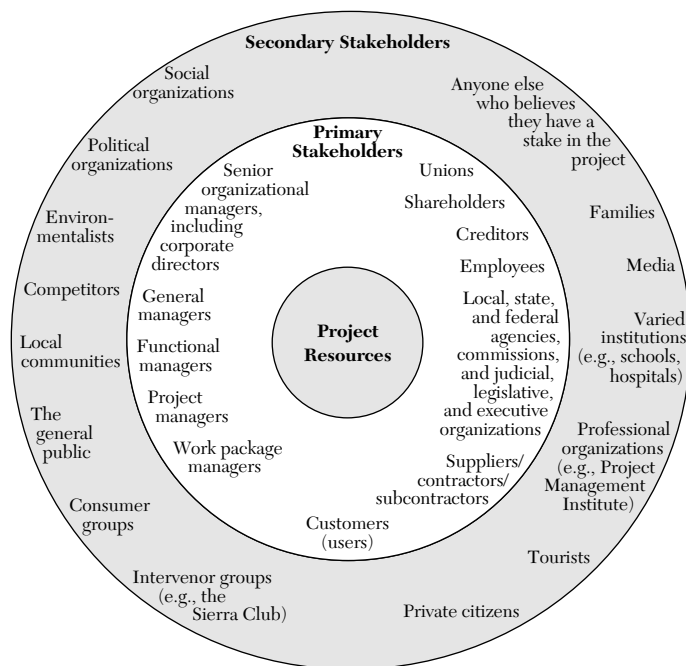 Secondary Stakeholders
Social
organizations
Political
organizations
Environ-
mentalists
Competitors
Local
communities
The
general
public
Consumer
groups
Intervenor groups
(e.g., the
Sierra Club)
Private citizens
Tourists
Professional
organizations
(e.g., Project
Management
Institute)
Varied
institutions
(e.g., schools,
hospitals)
Media
Families
Anyone else
who believes
they have a
stake in the
project
Primary
Stakeholders
Senior
organizational
managers,
including
corporate
directors
General
managers
Functional
managers
Project
managers
Work package
managers
Customers
(users)
Suppliers/
contractors/
subcontractors
Local, state,
and federal
agencies,
commissions,
and judicial,
legislative,
and executive
organizations
Employees
Creditors
Shareholders
Unions
Project
Resources